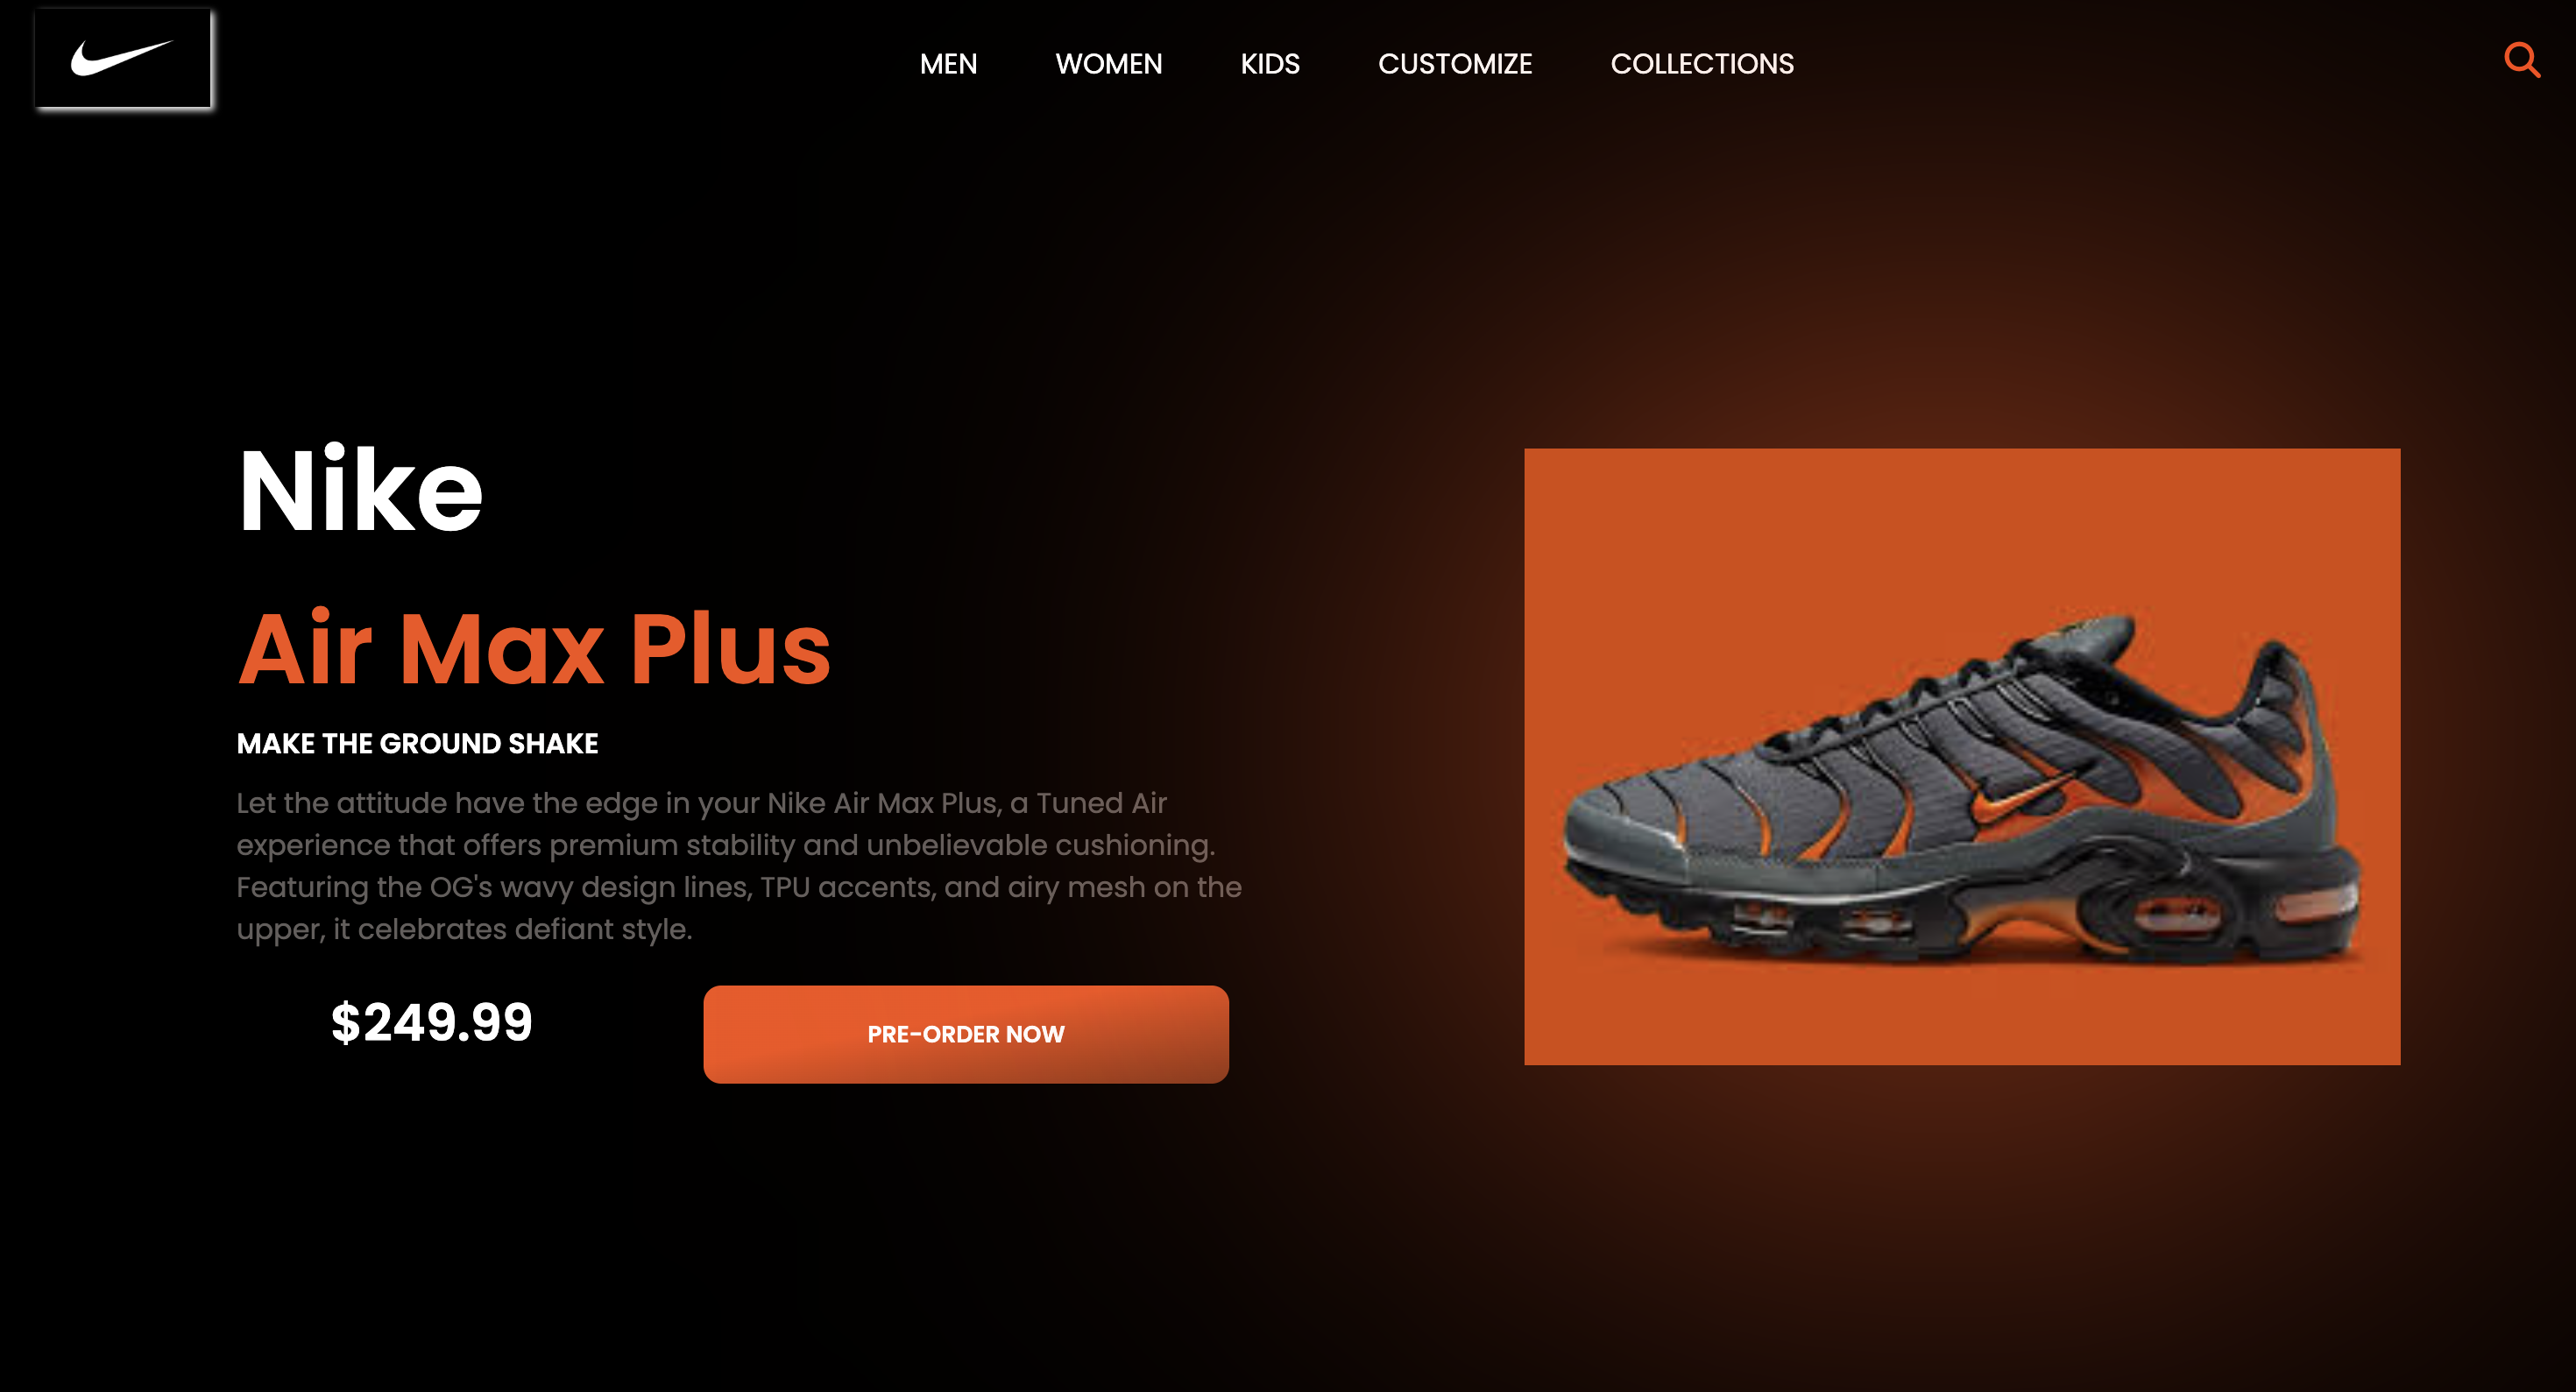 MEN WOMEN KIDS CUSTOMIZE COLLECTIONS
Nike
Air Max Plus
MAKE THE GROUND SHAKE
Let the attitude have the edge in your Nike Air Max Plus, a Tuned Air
experience that offers premium stability and unbelievable cushioning.
Featuring the OG's wavy design lines, TPU accents, and airy mesh on the
upper, it celebrates defiant style.
$249.99
PRE-ORDER NOW